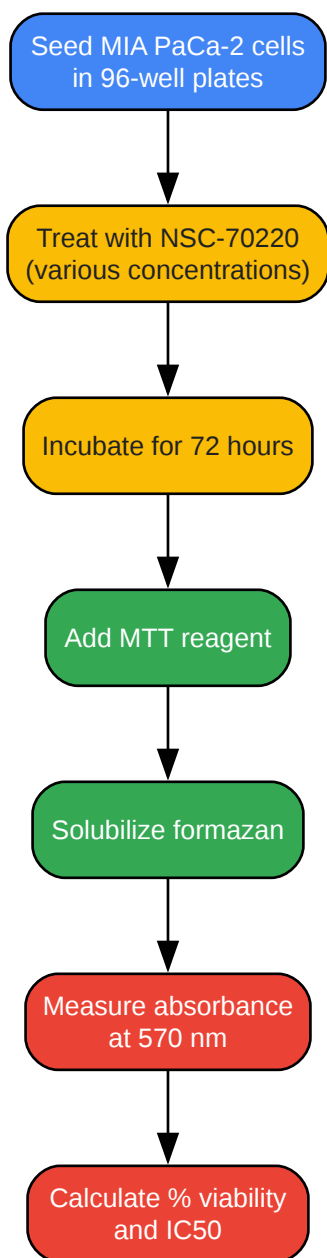 Seed MIA PaCa-2 cells
in 96-well plates
Treat with NSC-70220
(various concentrations)
Incubate for 72 hours
Add MTT reagent
Solubilize formazan
Measure absorbance
at 570 nm
Calculate % viability
and IC50